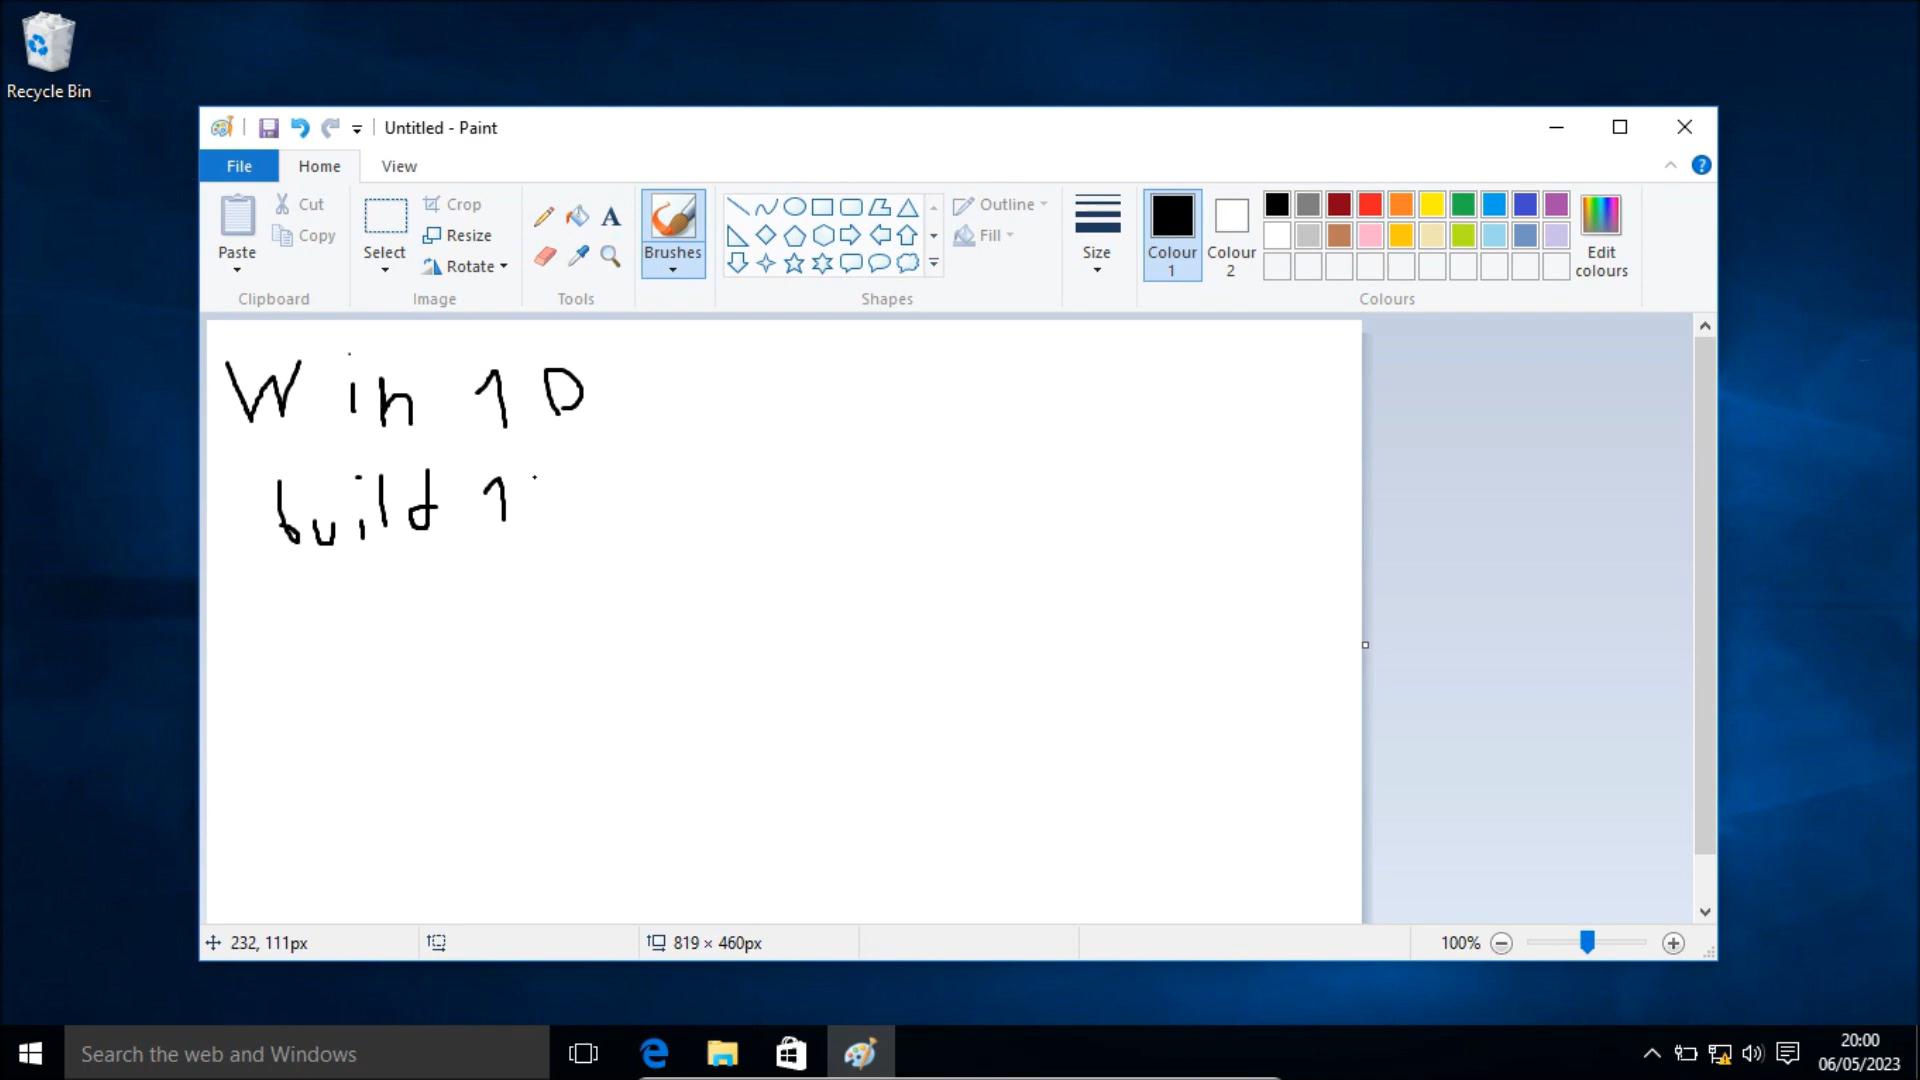 Recycle Bin
Untitled - Paint
File Home View
Paste Cut Copy Clipboard
Select Crop Resize Rotate Image
Tools
Brushes
Outline Fill Shapes
Size
Colour 1 Colour 2 Edit colours Colours
Win 10
build 1
232, 111px 819 × 460px 100%
Search the web and Windows 20:00
06/05/2023